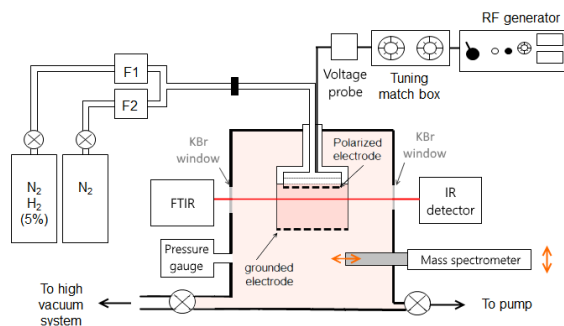 RF generator
F1
F2
Voltage
probe
Tuning
match box
KBr
window
Polarized
electrode
KBr
window
N2
H2
(5%)
N2
FTIR
IR
detector
Pressure
gauge
grounded
electrode
Mass spectrometer
To high
vacuum
system
To pump